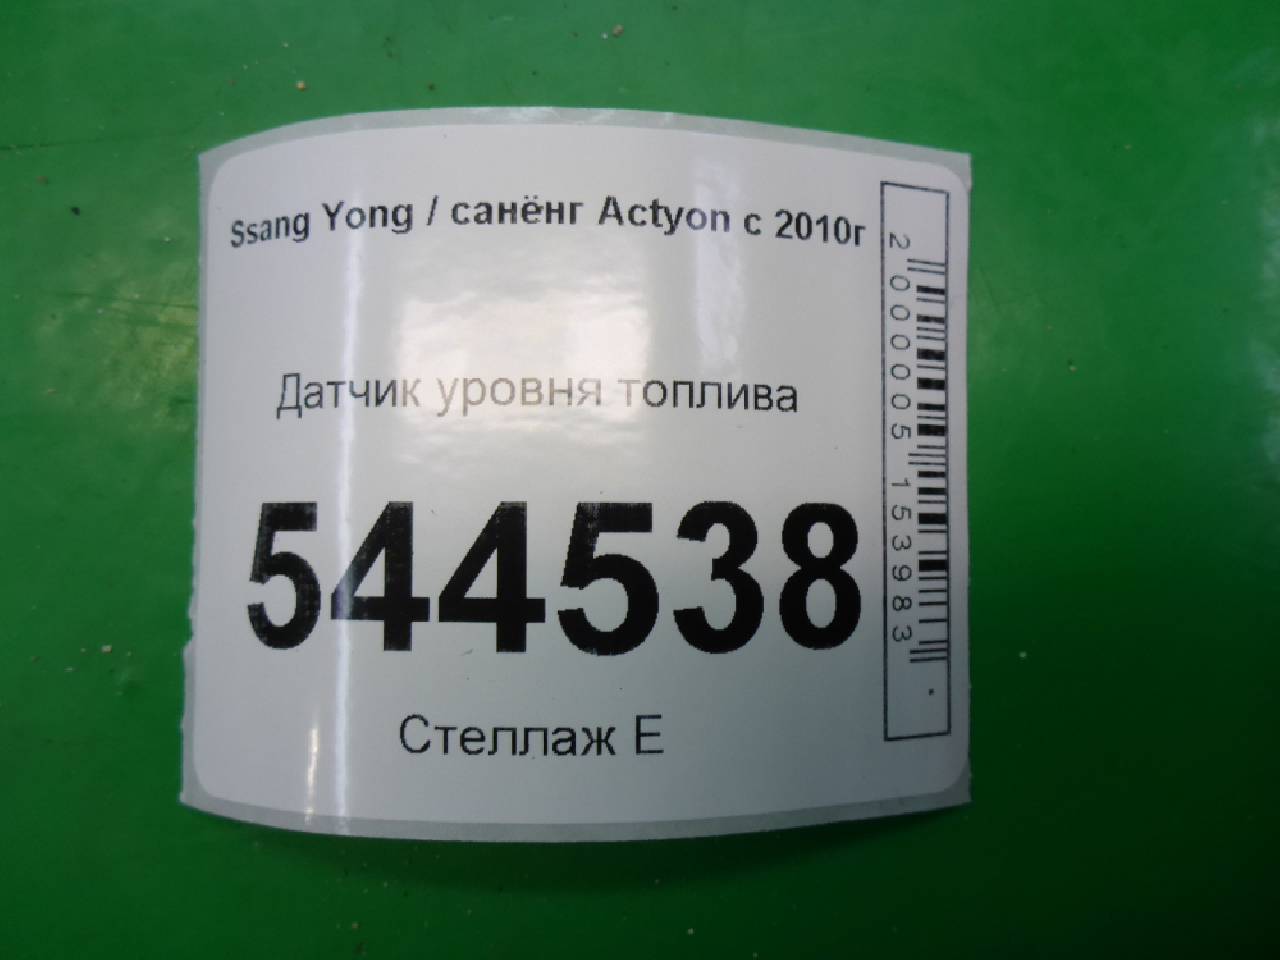 Ssang Yong / санёнг Actyon с 2010г
Датчик уровня топлива
544538
Стеллаж Е
2000005153983